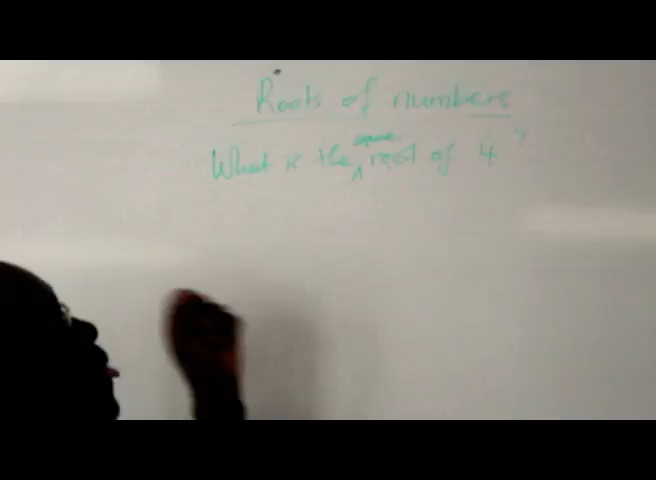 Roots of numbers
What is the square root of 4 ?